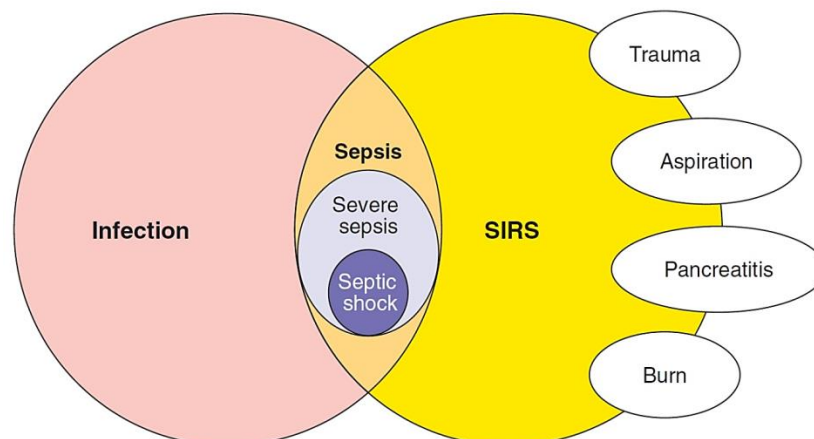 Infection
Sepsis
Severe
sepsis
Septic
shock
SIRS
Trauma
Aspiration
Pancreatitis
Burn